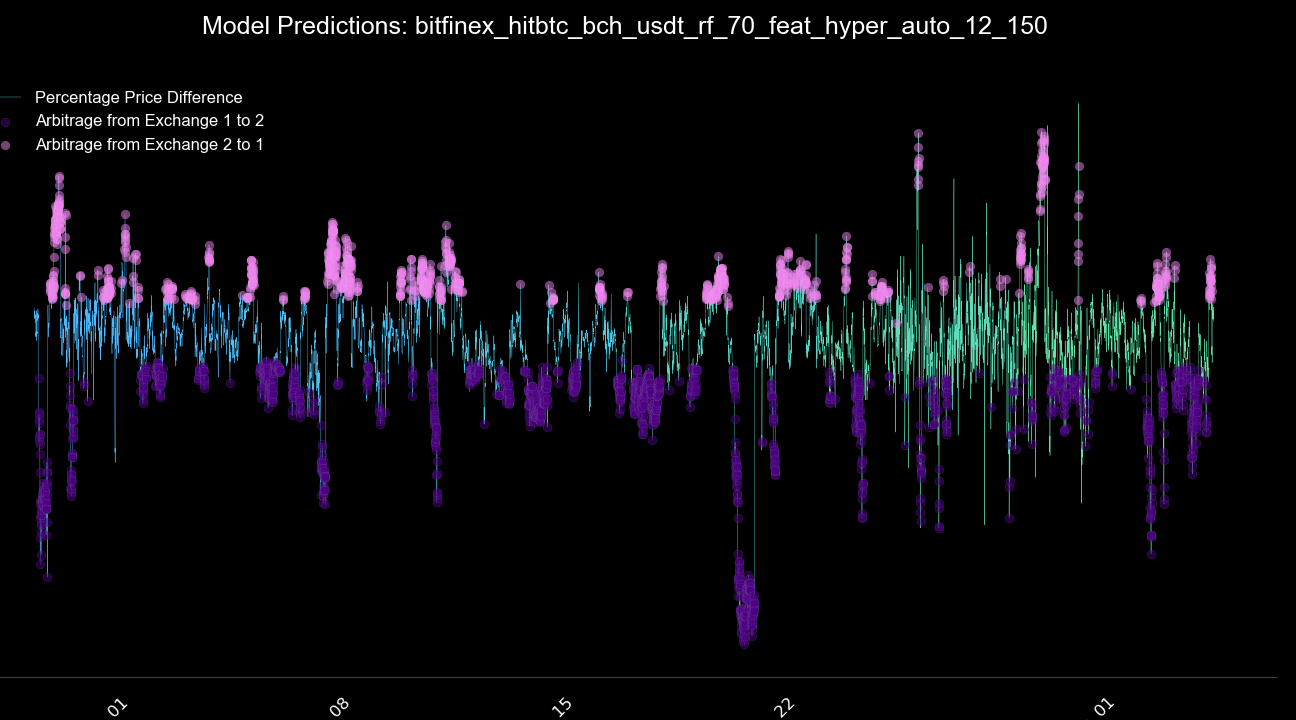 Model Predictions: bitfinex_hitbtc_bch_usdt_rf_70_feat_hyper_auto_12_150
Percentage Price Difference
Arbitrage from Exchange 1 to 2
Arbitrage from Exchange 2 to 1
01
08
15
22
01